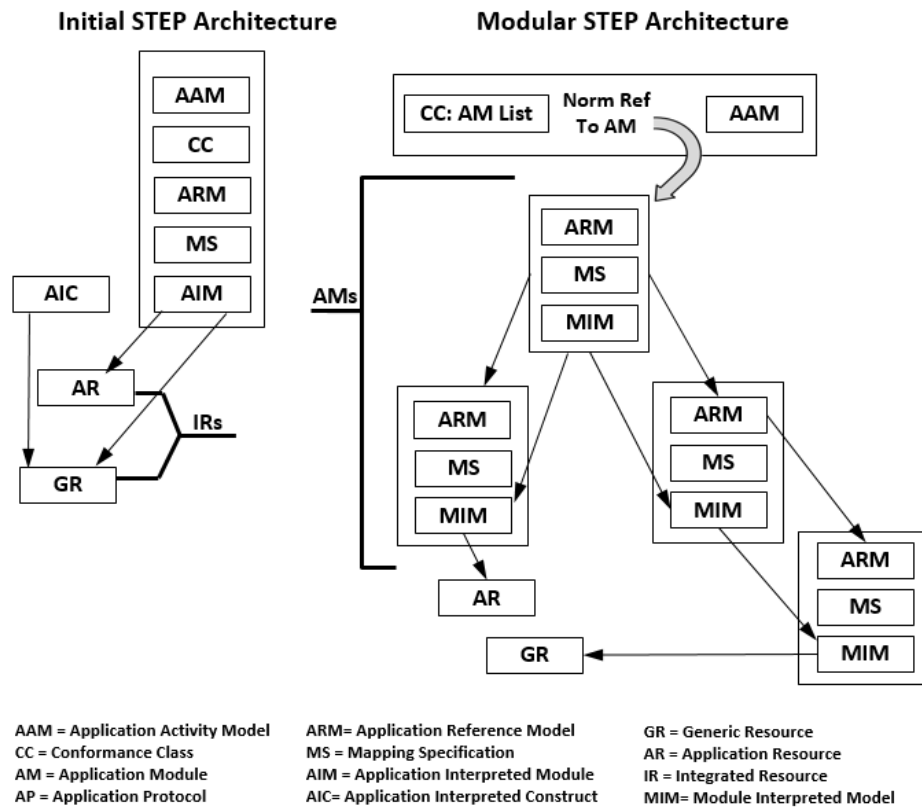 Initial STEP Architecture
Modular STEP Architecture
AAM
CC
ARM
MS
AIM
AIC
AR
IRs
GR
CC: AM List
Norm Ref
To AM
AAM
AMs
ARM
MS
MIM
ARM
MS
MIM
AR
ARM
MS
MIM
ARM
MS
MIM
GR
AAM = Application Activity Model
CC = Conformance Class
AM = Application Module
AP = Application Protocol
ARM= Application Reference Model
MS = Mapping Specification
AIM = Application Interpreted Module
AIC= Application Interpreted Construct
GR = Generic Resource
AR = Application Resource
IR = Integrated Resource
MIM= Module Interpreted Model